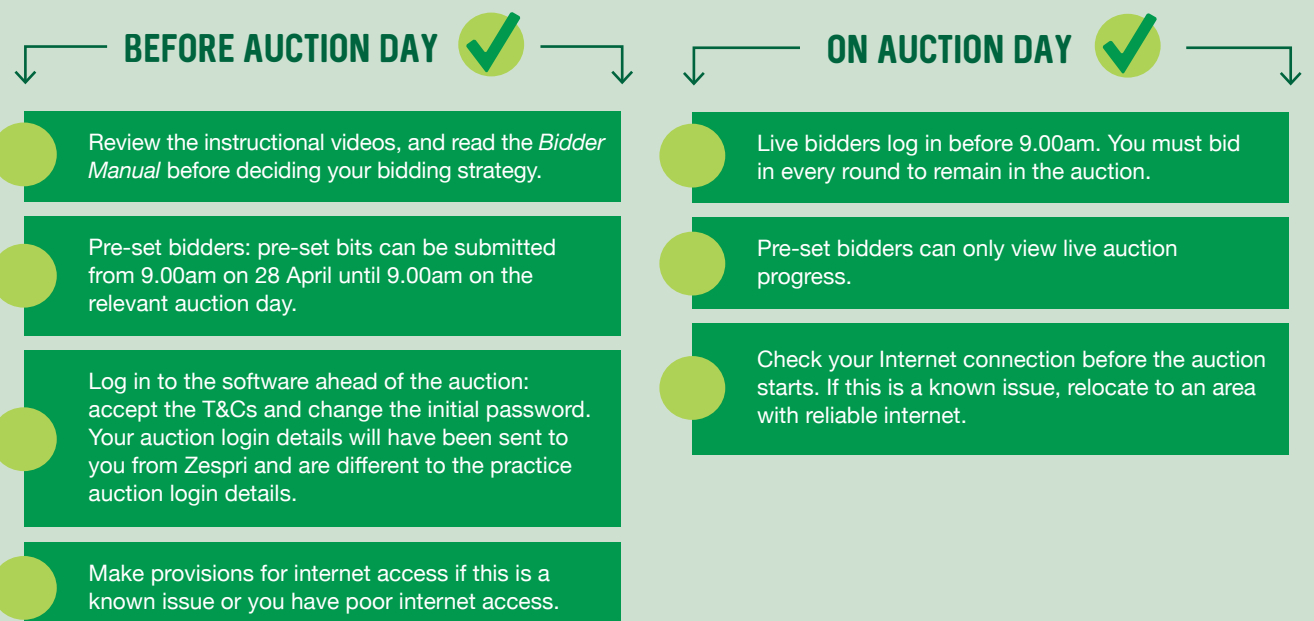 BEFORE AUCTION DAY
Review the instructional videos, and read the Bidder
Manual before deciding your bidding strategy.
Pre-set bidders: pre-set bits can be submitted
from 9.00am on 28 April until 9.00am on the
relevant auction day.
Log in to the software ahead of the auction:
accept the T&Cs and change the initial password.
Your auction login details will have been sent to
you from Zespri and are different to the practice
auction login details.
Make provisions for internet access if this is a
known issue or you have poor internet access.
ON AUCTION DAY
Live bidders log in before 9.00am. You must bid
in every round to remain in the auction.
Pre-set bidders can only view live auction
progress.
Check your Internet connection before the auction
starts. If this is a known issue, relocate to an area
with reliable internet.